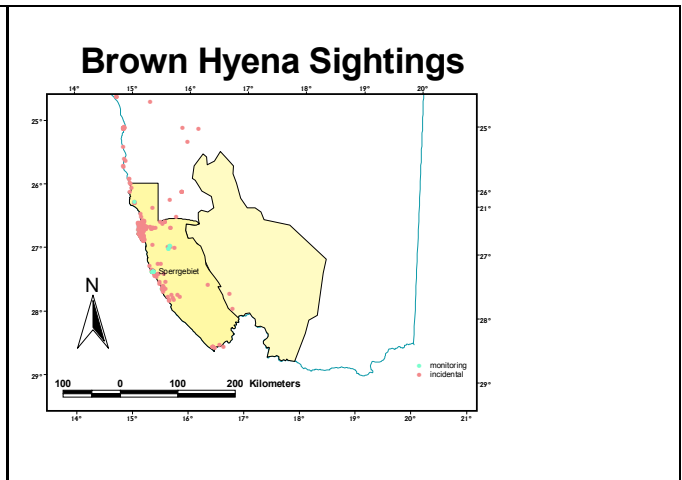 Brown Hyena Sightings
14° 15° 16° 17° 18° 19° 20°
25° 25°
26° 26°
21°
27° 27°
Sperrgebiet
N
28° 28°
monitoring
incidental
29° 29°
100 0 100 200 Kilometers
14° 15° 16° 17° 18° 19° 20° 21°